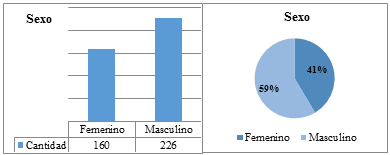 Sexo
Femenino Masculino
Cantidad 160 226
Sexo
41%
59%
Femenino Masculino